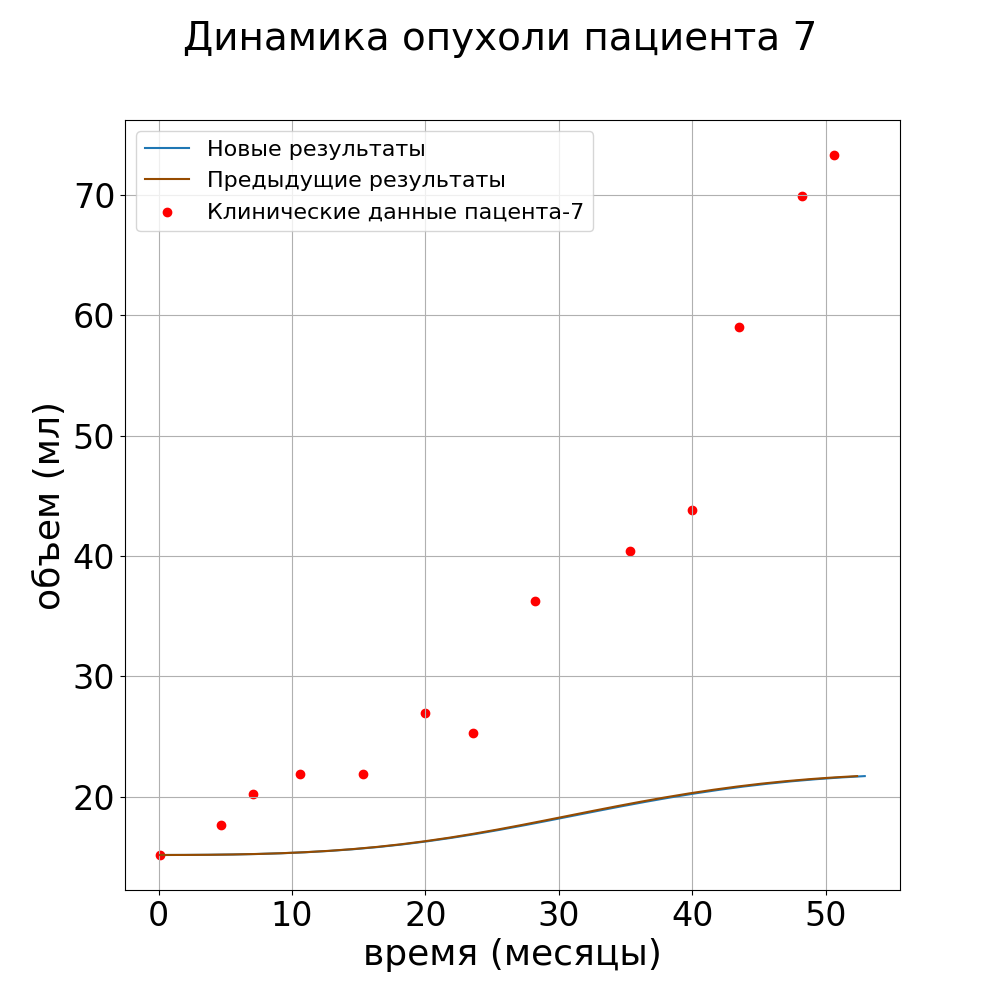 Динамика опухоли пациента 7
Новые результаты
Предыдущие результаты
Клинические данные пацента-7
70
60
50
40
30
20
объем (мл)
0 10 20 30 40 50
время (месяцы)